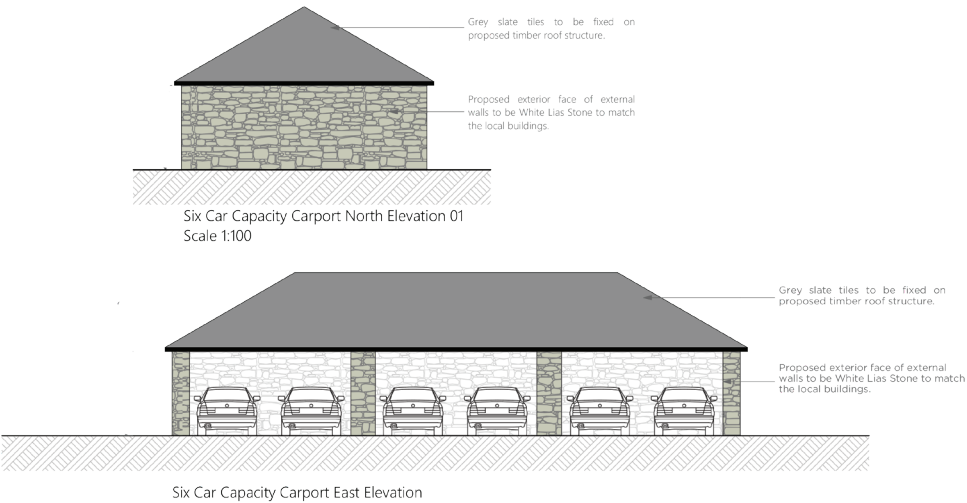 Grey slate tiles to be fixed on
proposed timber roof structure.
Proposed exterior face of external
walls to be White Lias Stone to match
the local buildings.
Six Car Capacity Carport North Elevation 01
Scale 1:100
Grey slate tiles to be fixed on
proposed timber roof structure.
Proposed exterior face of external
walls to be White Lias Stone to match
the local buildings.
Six Car Capacity Carport East Elevation